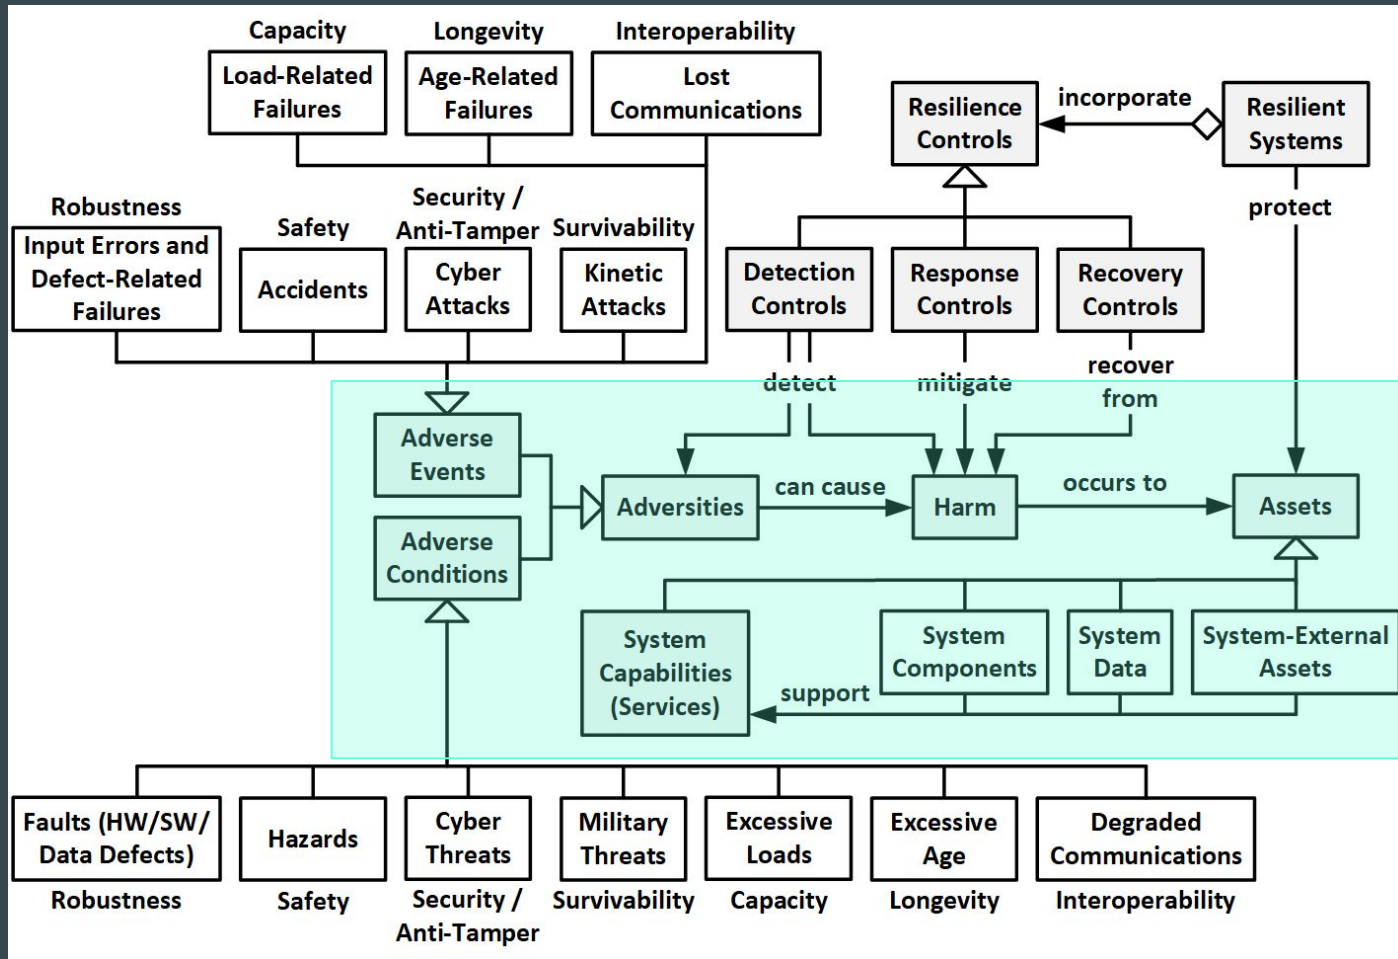 Capacity
Longevity
Interoperability
Load-Related
Failures
Age-Related
Failures
Lost
Communications
Resilience
Controls
incorporate
Resilient
Systems
protect
Robustness
Input Errors and
Defect-Related
Failures
Safety
Accidents
Security /
Anti-Tamper
Cyber
Attacks
Survivability
Kinetic
Attacks
Detection
Controls
Response
Controls
Recovery
Controls
detect
mitigate
recover
from
Adverse
Events
Adverse
Conditions
Adversities
can cause
Harm
occurs to
Assets
System
Capabilities
(Services)
support
System
Components
System
Data
System-External
Assets
Faults (HW/SW/
Data Defects)
Robustness
Hazards
Safety
Cyber
Threats
Security /
Anti-Tamper
Military
Threats
Survivability
Excessive
Loads
Capacity
Excessive
Age
Longevity
Degraded
Communications
Interoperability